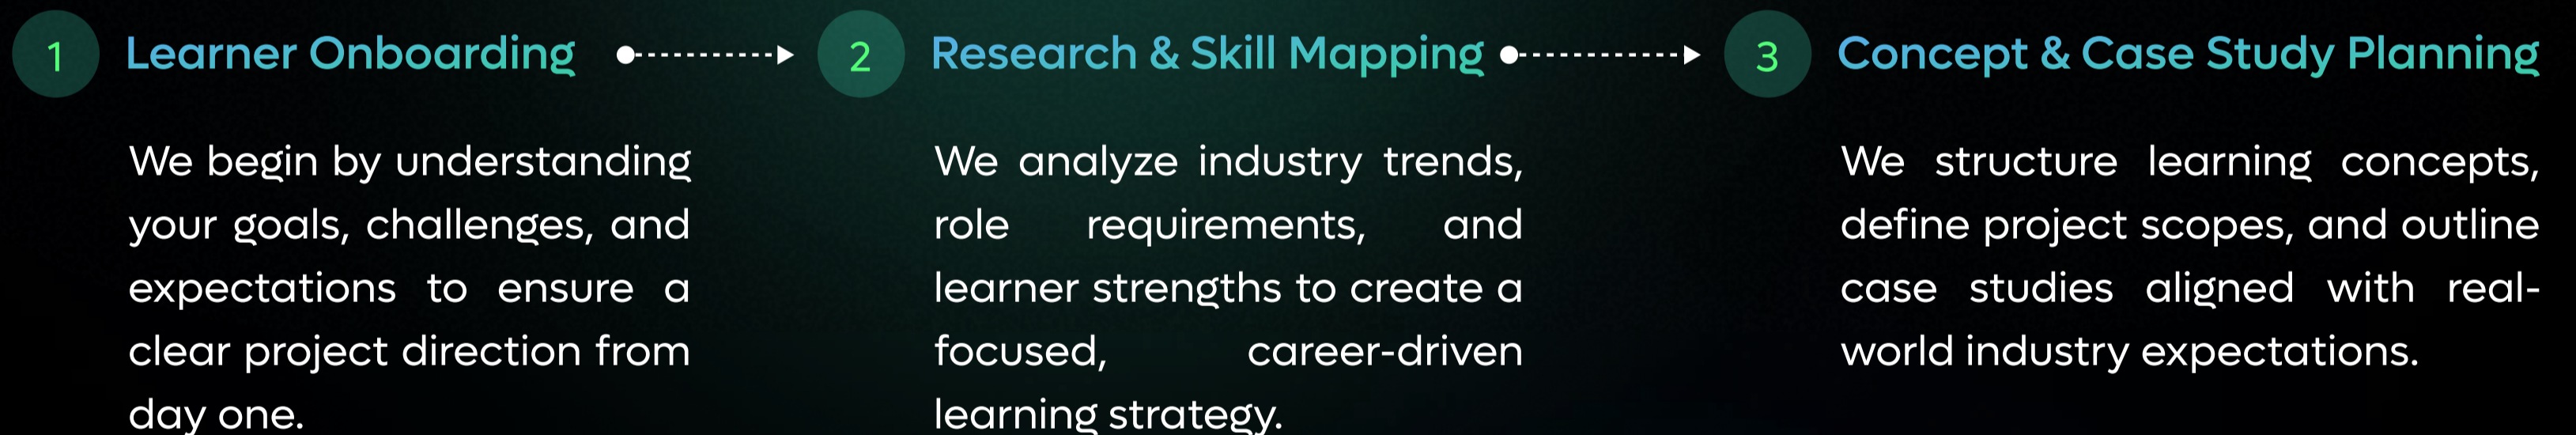 1 Learner Onboarding
We begin by understanding
your goals, challenges, and
expectations to ensure a
clear project direction from
day one.
2 Research & Skill Mapping
We analyze industry trends,
role requirements, and
learner strengths to create a
focused, career-driven
learning strategy.
3 Concept & Case Study Planning
We structure learning concepts,
define project scopes, and outline
case studies aligned with real-
world industry expectations.